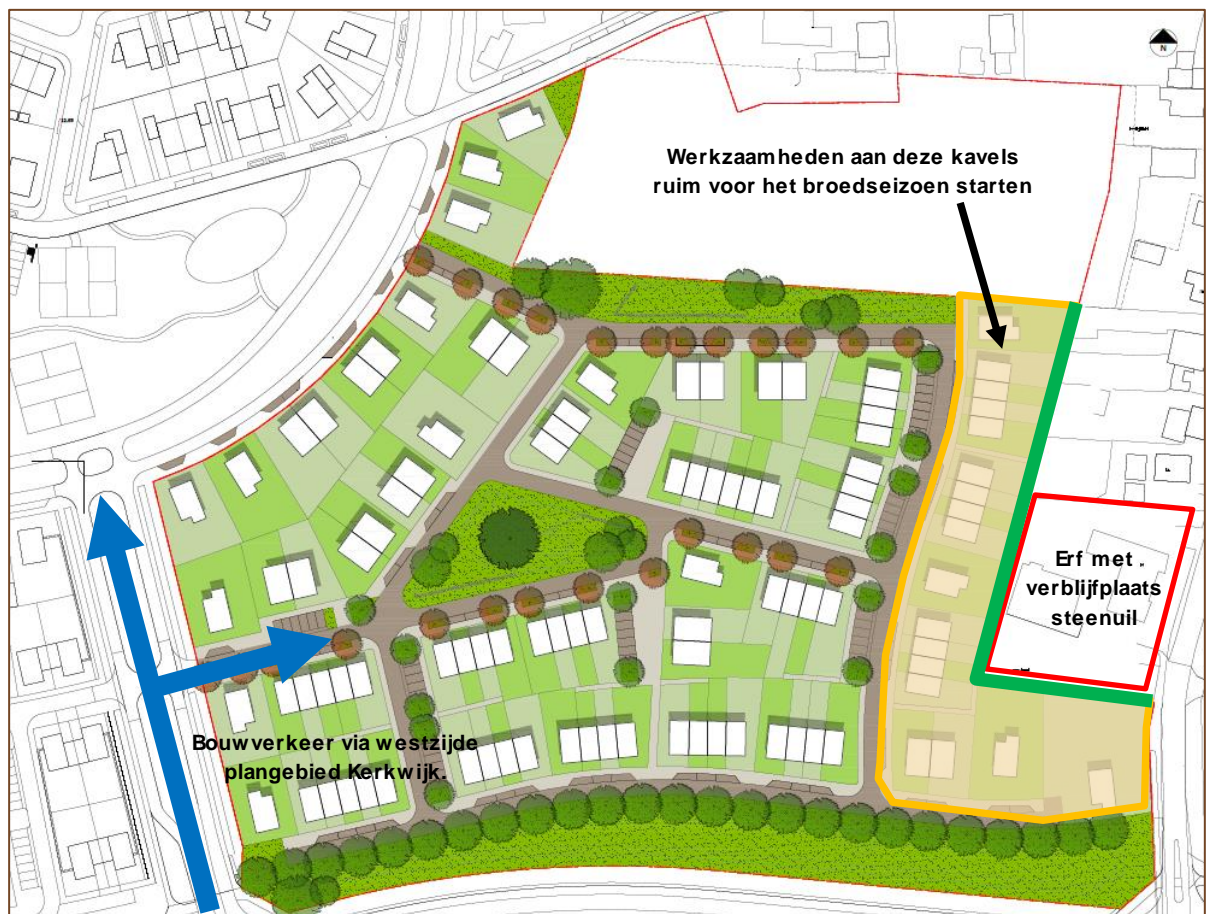 N
Werkzaamheden aan deze kavels
ruim voor het broedseizoen starten
Erf met
verblijfplaats
steenuil
Bouwverkeer via westzijde
plangebied Kerkwijk.